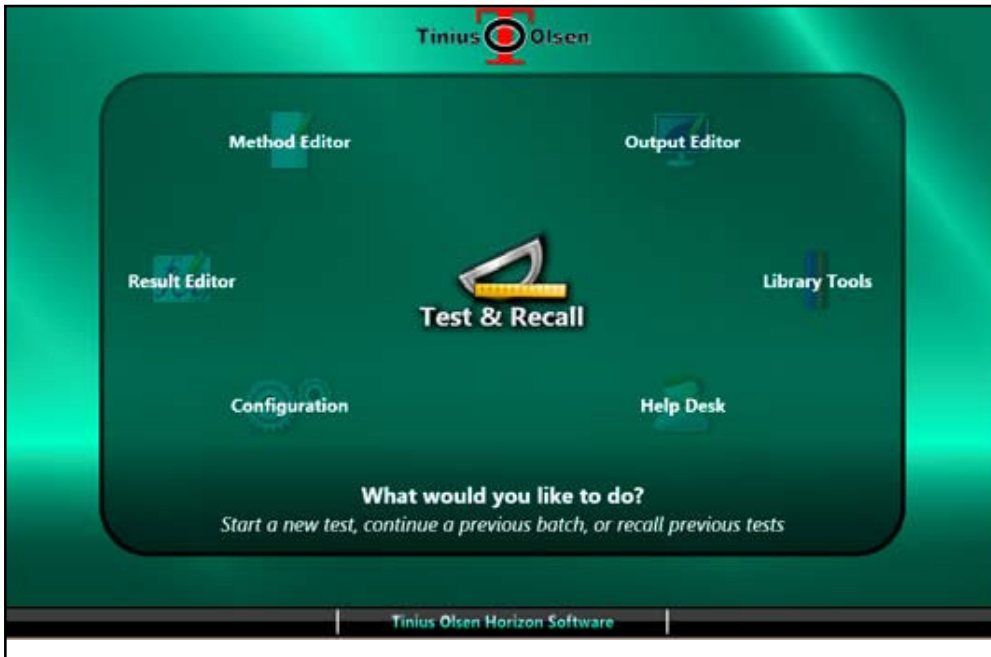 Tinius Olsen
Method Editor
Output Editor
Result Editor
Library Tools
Test & Recall
Configuration
Help Desk
What would you like to do?
Start a new test, continue a previous batch, or recall previous tests
Tinius Olsen Horizon Software